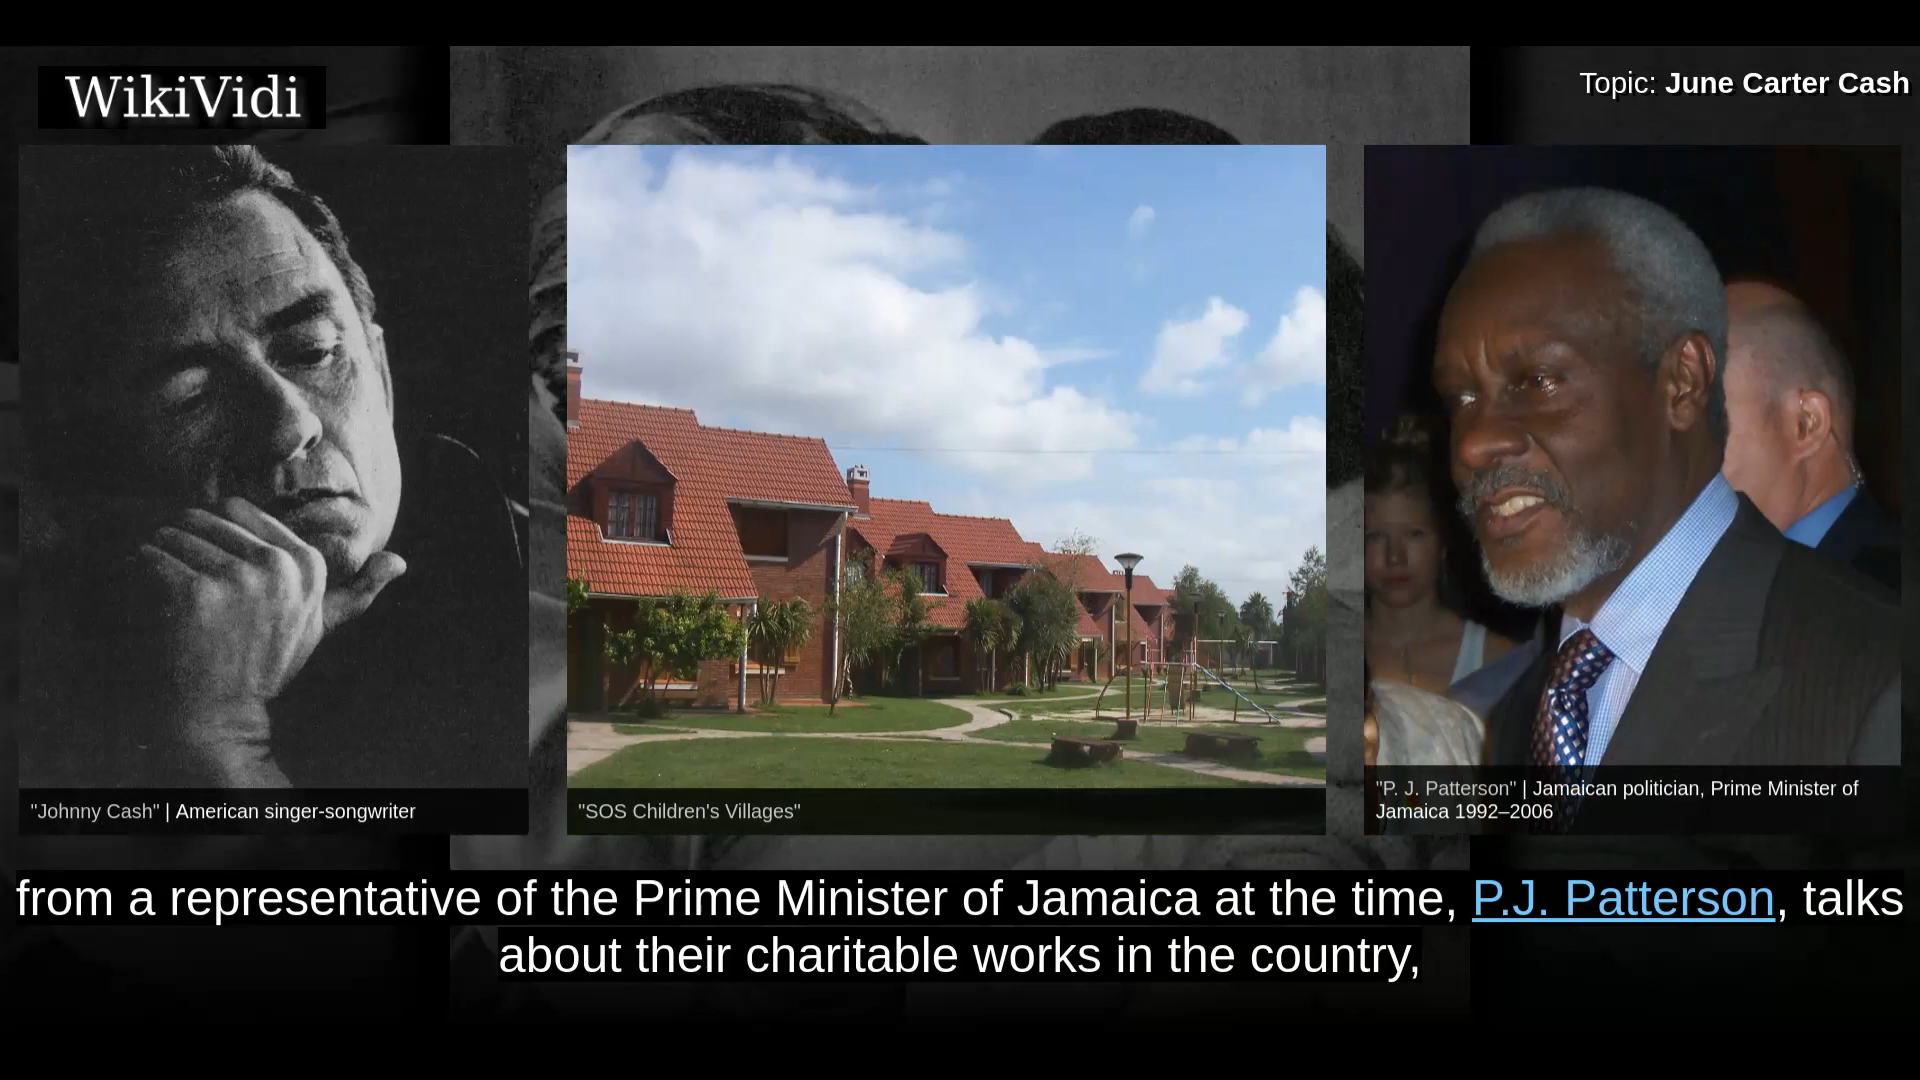 WikiVidi
Topic: June Carter Cash
"Johnny Cash" | American singer-songwriter
"SOS Children's Villages"
"P. J. Patterson" | Jamaican politician, Prime Minister of
Jamaica 1992–2006
from a representative of the Prime Minister of Jamaica at the time, P.J. Patterson, talks
about their charitable works in the country,